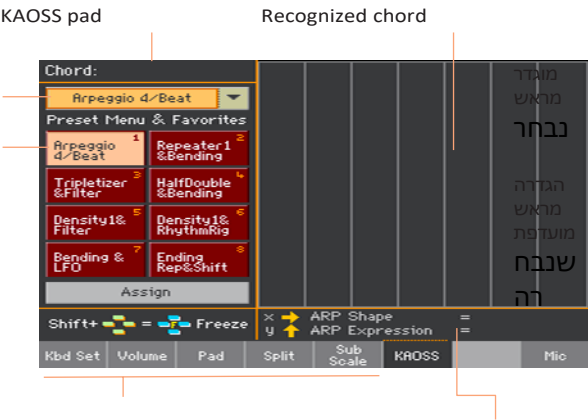 KAOSS pad
Recognized chord
Chord:
Arpeggio 4/Beat
Preset Menu & Favorites
Arpeggio 4/Beat 1
Repeater1 &Bending 2
Tripletizer &Filter 3
HalfDouble &Bending 4
Density1& Filter 5
Density1& RhythmRig 6
Bending & LFO 7
Ending Rep&Shift 8
Assign
Shift+ = F Freeze
מוגדר
מראש
נבחר
הגדרה
מראש
מועדפת
שנבח
רה
x ARP Shape =
y ARP Expression =
Kbd Set Volume Pad Split Sub Scale KAOSS Mic